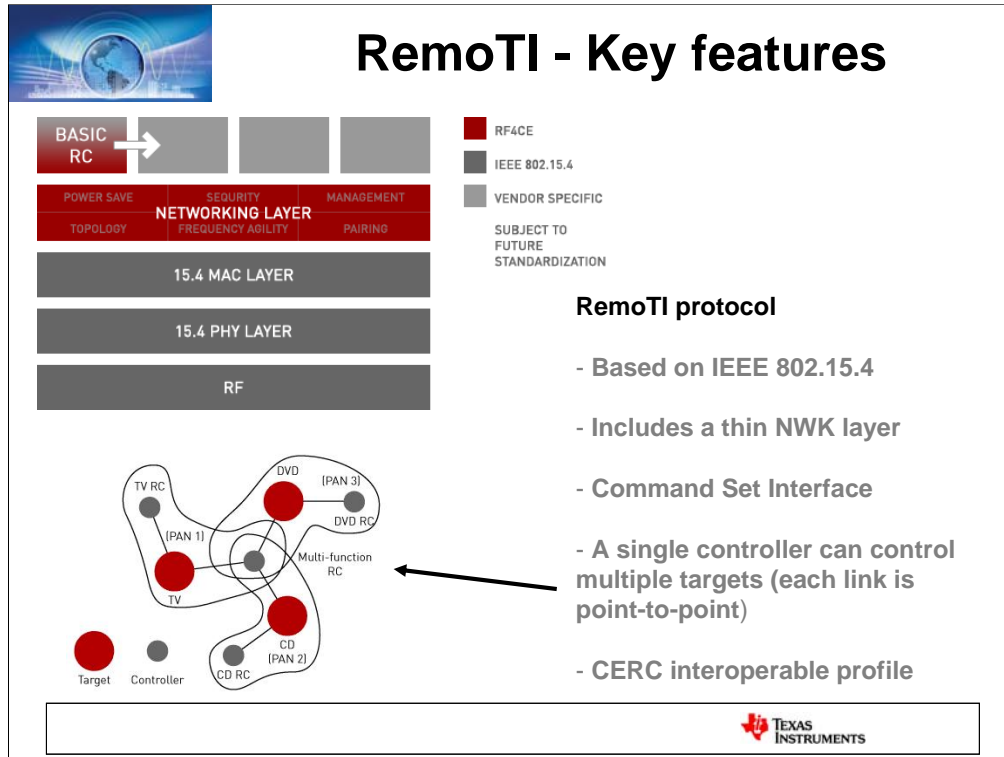 RemoTI - Key features
BASIC
RC
RF4CE
IEEE 802.15.4
VENDOR SPECIFIC
SUBJECT TO
FUTURE
STANDARDIZATION
POWER SAVE SEQURITY MANAGEMENT
NETWORKING LAYER
TOPOLOGY FREQUENCY AGILITY PAIRING
15.4 MAC LAYER
15.4 PHY LAYER
RF
RemoTI protocol
- Based on IEEE 802.15.4
- Includes a thin NWK layer
- Command Set Interface
- A single controller can control
multiple targets (each link is
point-to-point)
- CERC interoperable profile
TV RC
DVD
(PAN 3)
DVD RC
(PAN 1)
Multi-function
RC
TV
CD
(PAN 2)
CD RC
Target
Controller
TEXAS
INSTRUMENTS